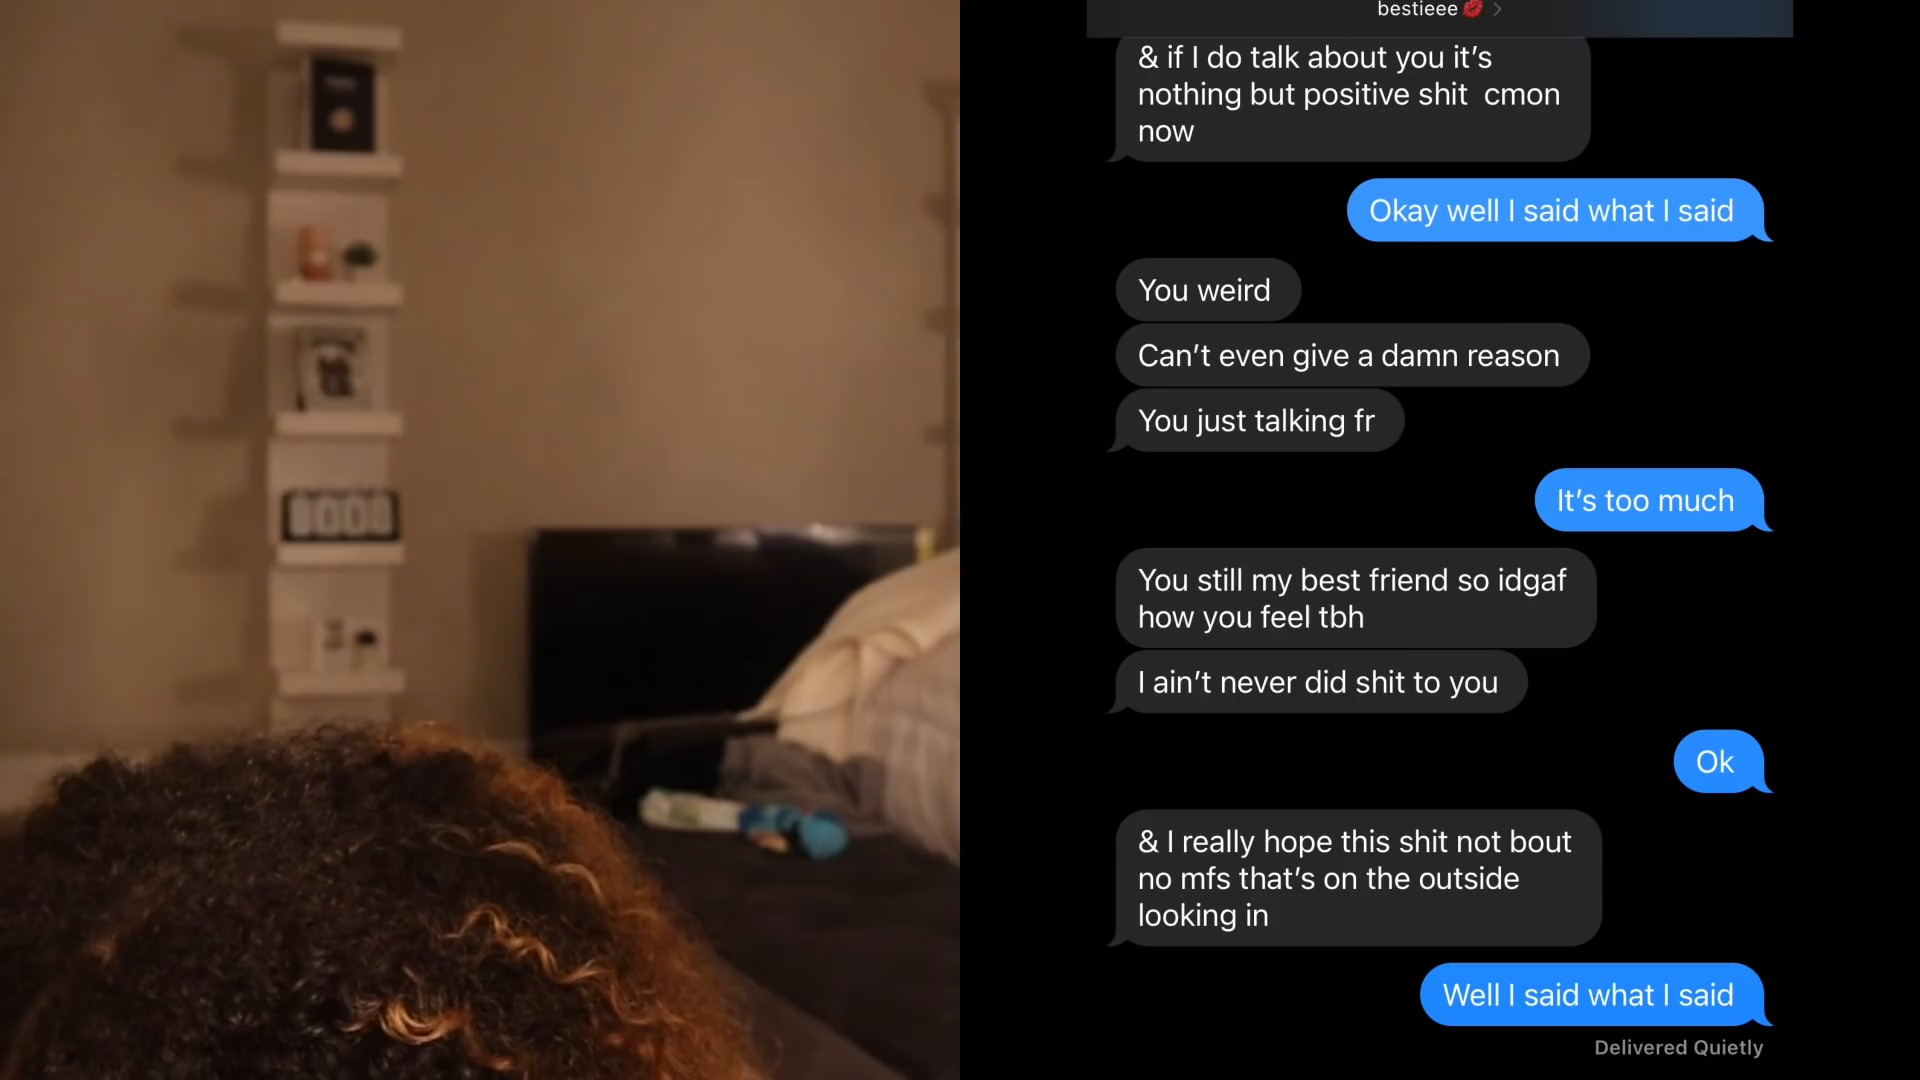 bestieee💋 >
& if I do talk about you it’s
nothing but positive shit  cmon
now
Okay well I said what I said
You weird
Can’t even give a damn reason
You just talking fr
It’s too much
You still my best friend so idgaf
how you feel tbh
I ain’t never did shit to you
Ok
& I really hope this shit not bout
no mfs that’s on the outside
looking in
Well I said what I said
Delivered Quietly